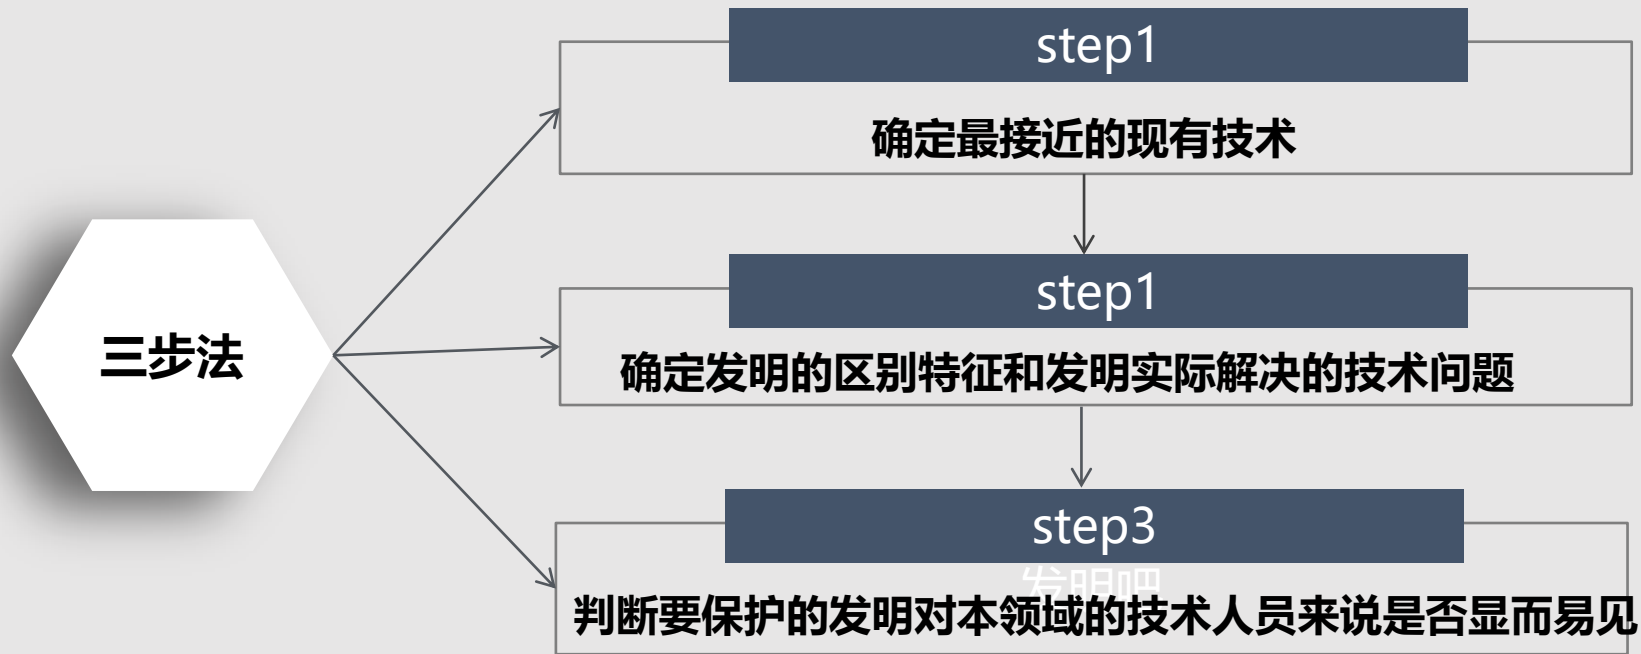 step1
确定最接近的现有技术
step1
三步法
确定发明的区别特征和发明实际解决的技术问题
step3
发明吧
判断要保护的发明对本领域的技术人员来说是否显而易见